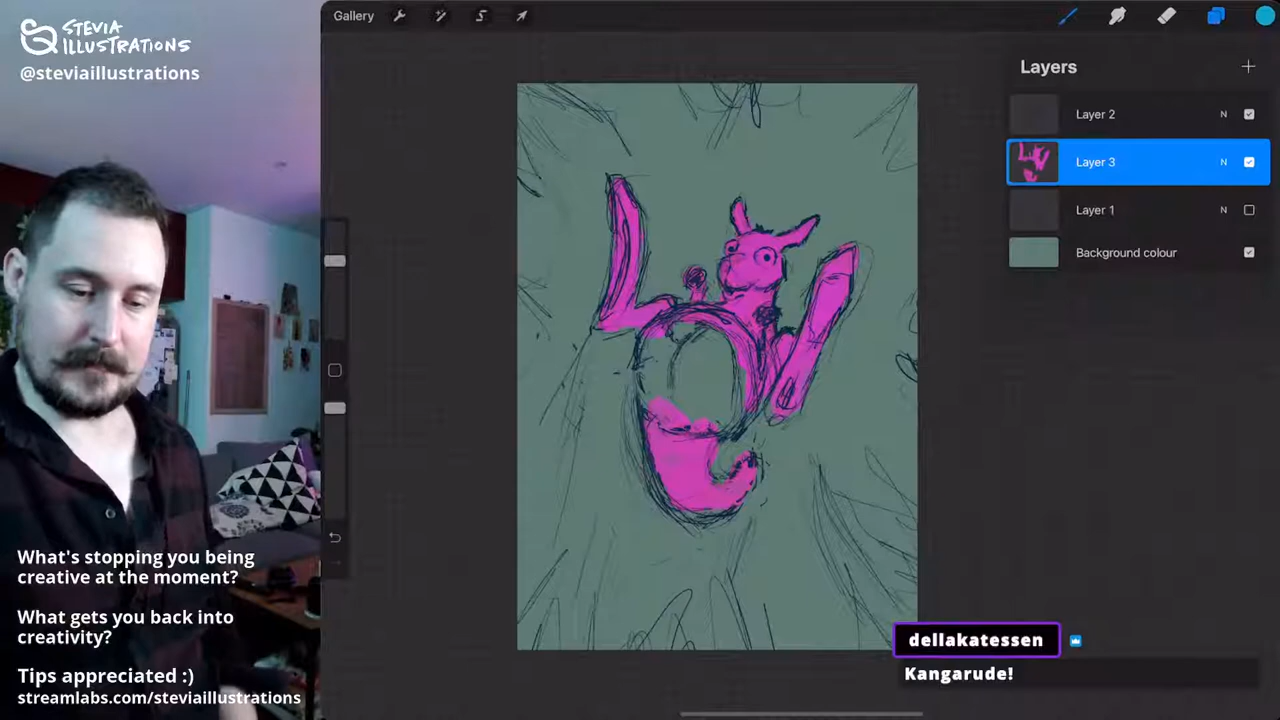 STEVIA
ILLUSTRATIONS
@steviaillustrations
Gallery
Layers
Layer 2 N
Layer 3 N
Layer 1 N
Background colour
What's stopping you being
creative at the moment?
What gets you back into
creativity?
Tips appreciated :)
streamlabs.com/steviaillustrations
dellakatessen
Kangarude!